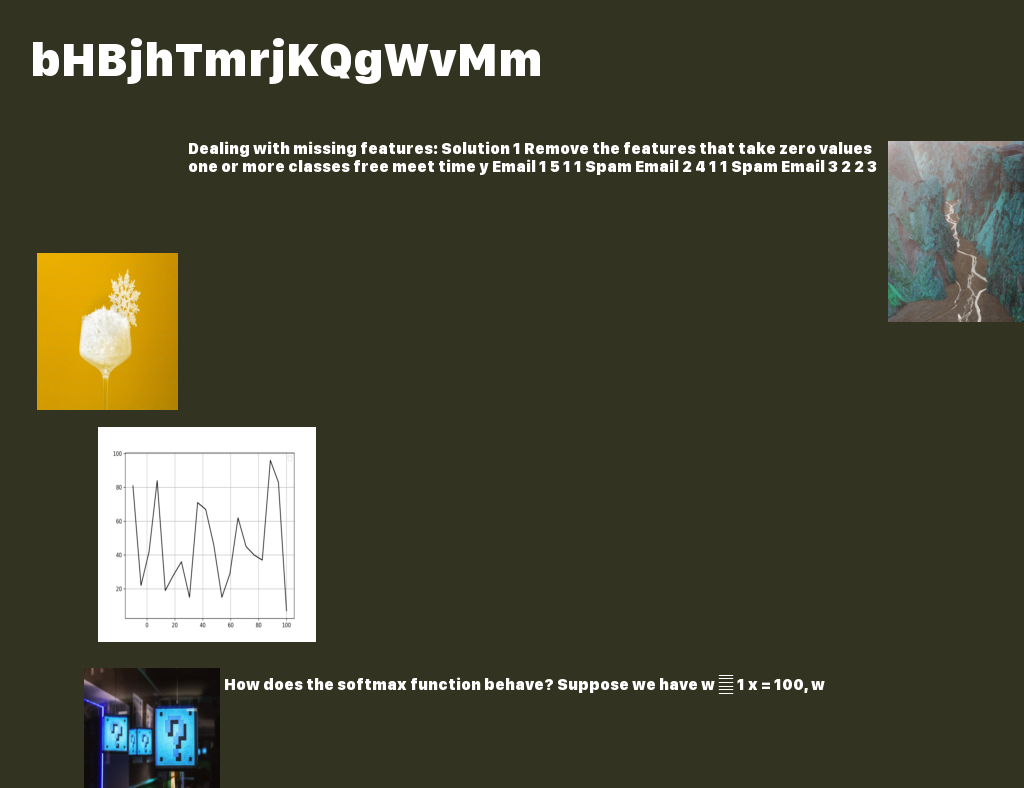 bHBjhTmrjKQgWvMm
Dealing with missing features: Solution 1 Remove the features that take zero values
one or more classes free meet time y Email 1 5 1 1 Spam Email 2 4 1 1 Spam Email 3 2 2 3
100
80
60
40
20
0 20 40 60 80 100
? ? ? ?
How does the softmax function behave? Suppose we have w 1 x = 100, w